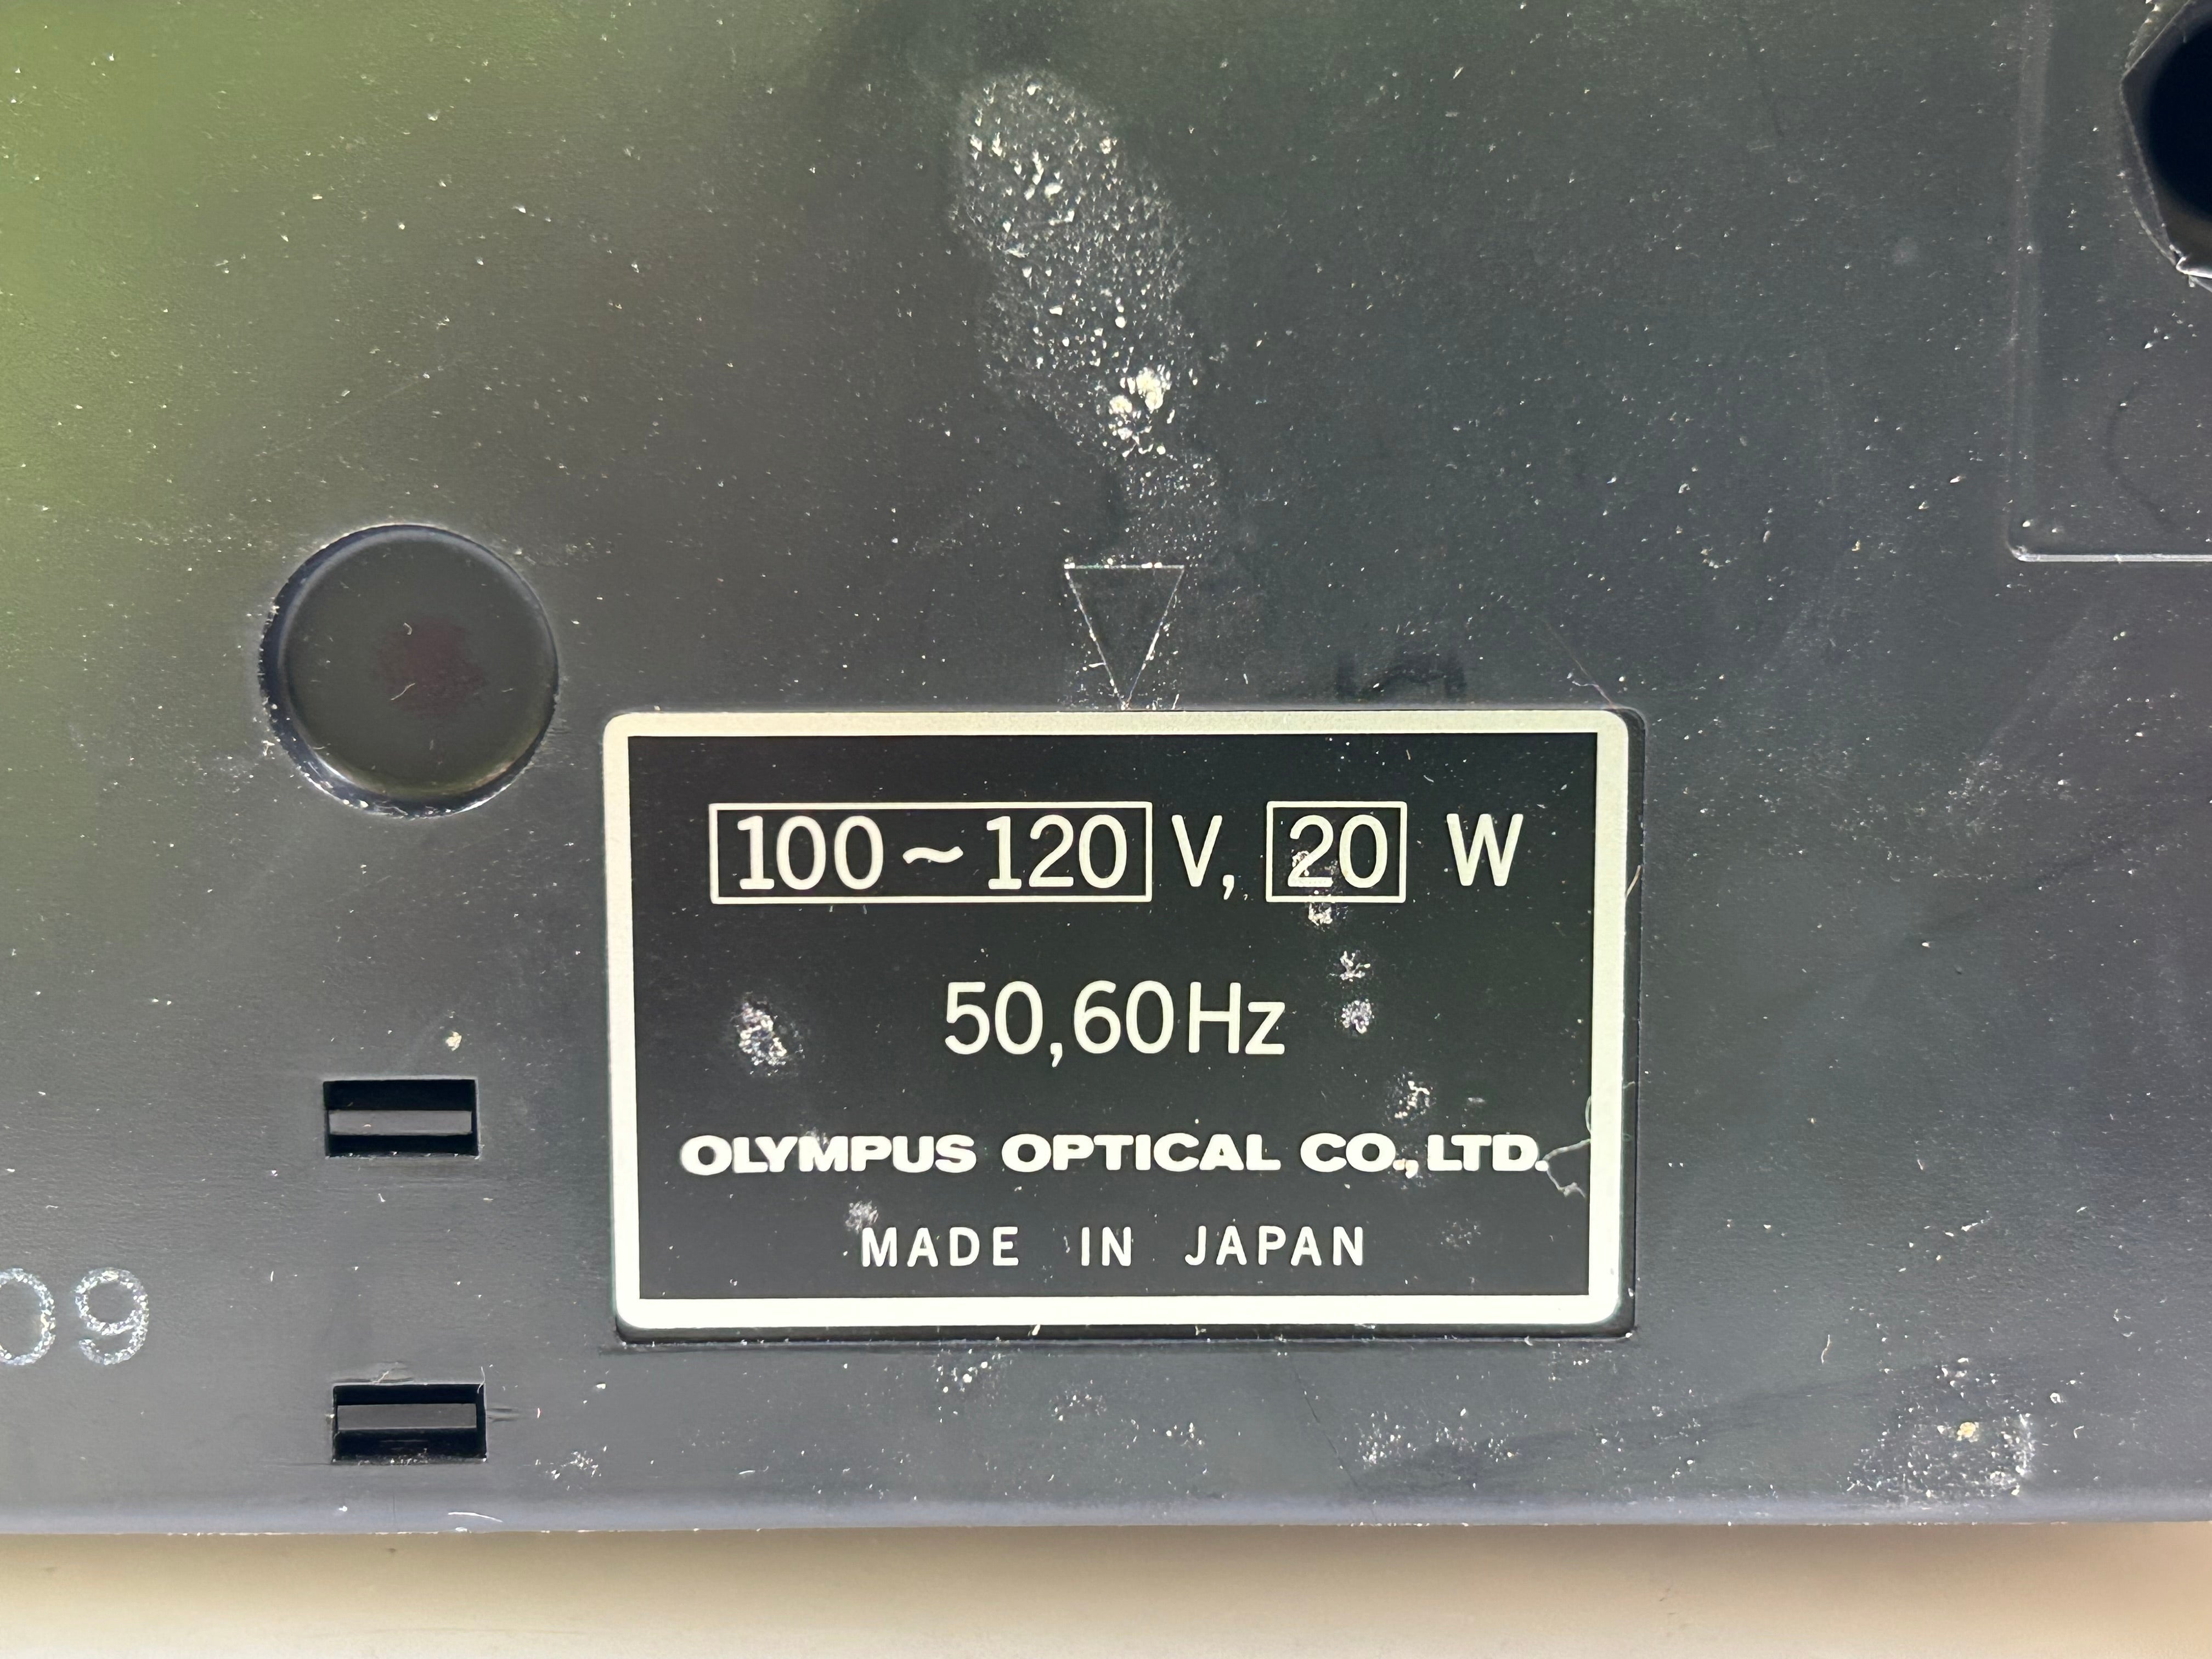 100~120 V, 20 W
50,60Hz
OLYMPUS OPTICAL CO.,LTD.
MADE IN JAPAN
09